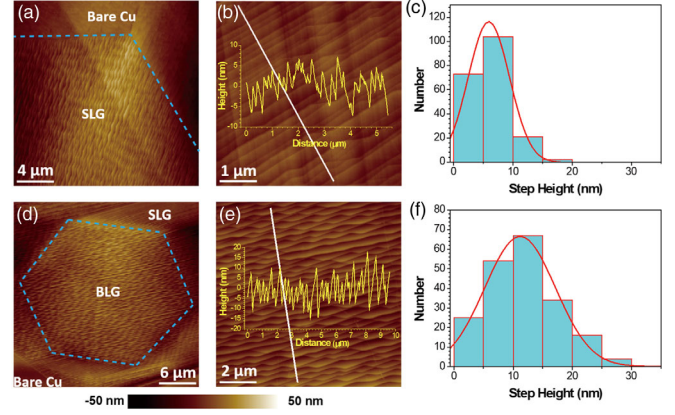 (a)
Bare Cu
SLG
4 μm
(b)
Height (nm)
10
5
0
-5
-10
0 1 2 3 4 5
Distance (μm)
1 μm
(c)
Number
120
100
80
60
40
20
0
0 10 20 30
Step Height (nm)
(d)
SLG
BLG
Bare Cu
6 μm
(e)
Height (nm)
20
15
10
5
0
-5
-10
-15
-20
0 1 2 3 4 5 6 7 8 9 10
Distance (μm)
2 μm
(f)
Number
80
70
60
50
40
30
20
10
0
0 10 20 30
Step Height (nm)
-50 nm 50 nm